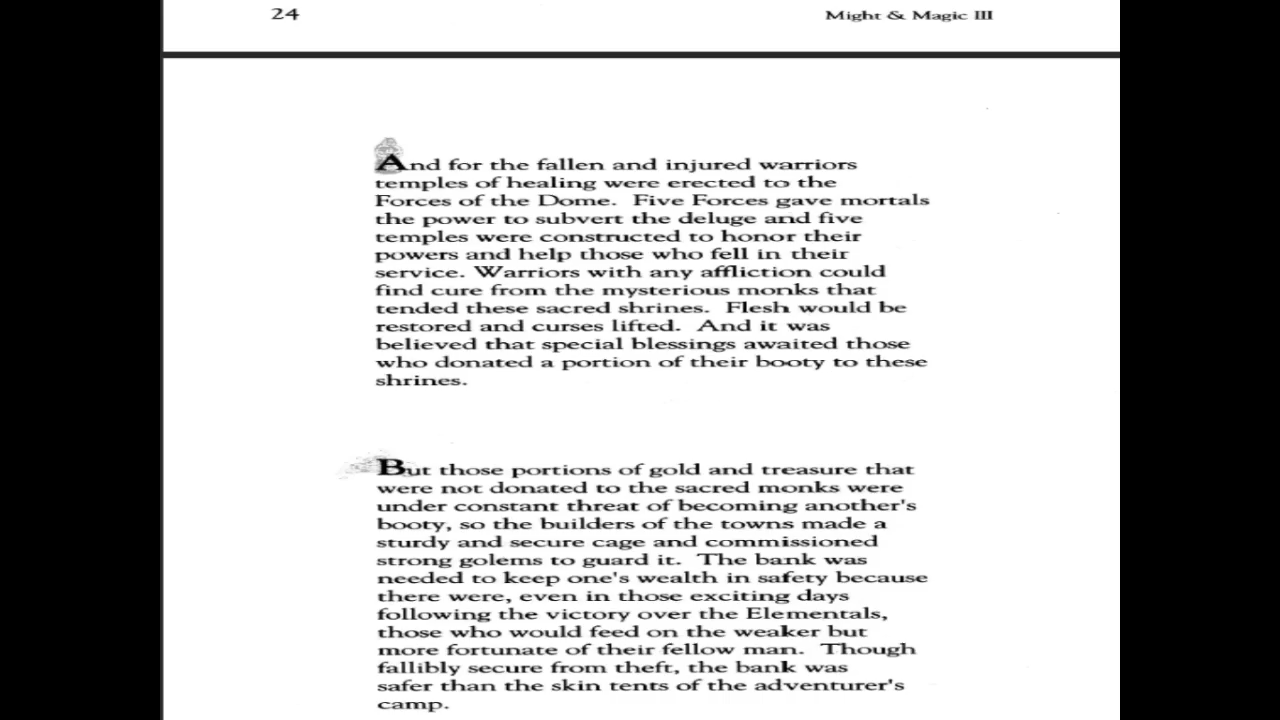 24
Might & Magic III
And for the fallen and injured warriors
temples of healing were erected to the
Forces of the Dome. Five Forces gave mortals
the power to subvert the deluge and five
temples were constructed to honor their
powers and help those who fell in their
service. Warriors with any affliction could
find cure from the mysterious monks that
tended these sacred shrines. Flesh would be
restored and curses lifted. And it was
believed that special blessings awaited those
who donated a portion of their booty to these
shrines.
But those portions of gold and treasure that
were not donated to the sacred monks were
under constant threat of becoming another's
booty, so the builders of the towns made a
sturdy and secure cage and commissioned
strong golems to guard it. The bank was
needed to keep one's wealth in safety because
there were, even in those exciting days
following the victory over the Elementals,
those who would feed on the weaker but
more fortunate of their fellow man. Though
fallibly secure from theft, the bank was
safer than the skin tents of the adventurer's
camp.